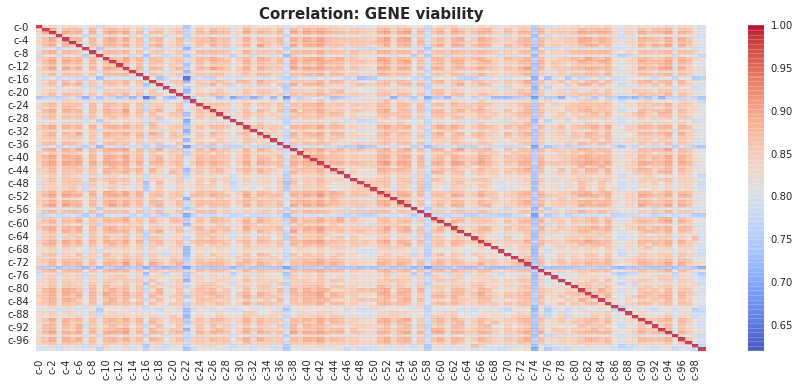 Correlation: GENE viability
c-0
c-4
c-8
c-12
c-16
c-20
c-24
c-28
c-32
c-36
c-40
c-44
c-48
c-52
c-56
c-60
c-64
c-68
c-72
c-76
c-80
c-84
c-88
c-92
c-96
c-0
c-2
c-4
c-6
c-8
c-10
c-12
c-14
c-16
c-18
c-20
c-22
c-24
c-26
c-28
c-30
c-32
c-34
c-36
c-38
c-40
c-42
c-44
c-46
c-48
c-50
c-52
c-54
c-56
c-58
c-60
c-62
c-64
c-66
c-68
c-70
c-72
c-74
c-76
c-78
c-80
c-82
c-84
c-86
c-88
c-90
c-92
c-94
c-96
c-98
1.00
0.95
0.90
0.85
0.80
0.75
0.70
0.65